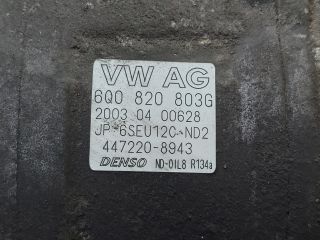 VW AG
6Q0 820 803G
2003 04 00628
JP-6SEU12C-ND2
447220-8943
DENSO ND-OIL8 R134a